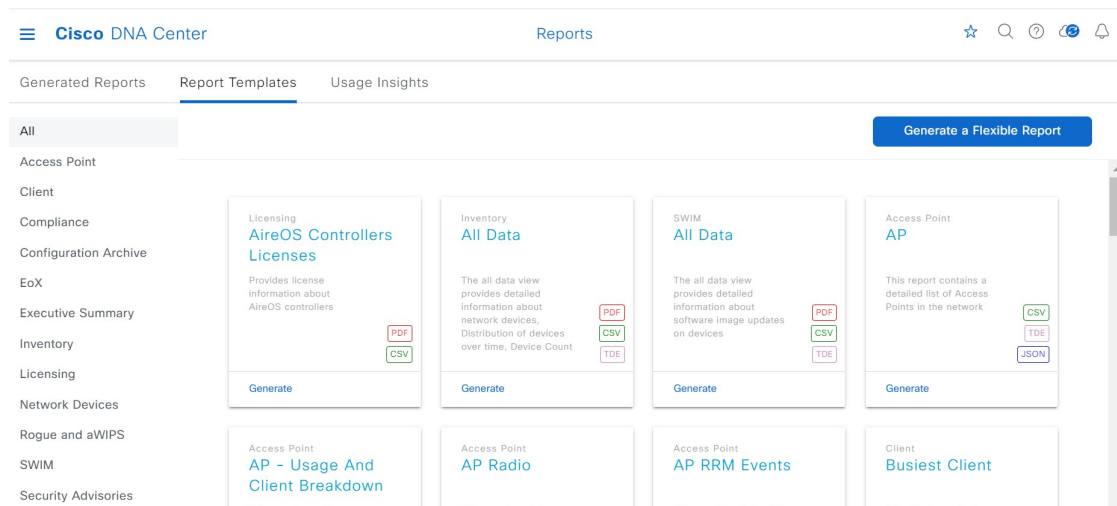 Cisco DNA Center
Reports
Generated Reports
Report Templates
Usage Insights
All
Access Point
Client
Compliance
Configuration Archive
EoX
Executive Summary
Inventory
Licensing
Network Devices
Rogue and aWIPS
SWIM
Security Advisories
Generate a Flexible Report
Licensing
AireOS Controllers
Licenses
Provides license
information about
AireOS controllers
PDF
CSV
Generate
Inventory
All Data
The all data view
provides detailed
information about
network devices,
Distribution of devices
over time, Device Count
PDF
CSV
TDE
Generate
SWIM
All Data
The all data view
provides detailed
information about
software image updates
on devices
PDF
CSV
TDE
Generate
Access Point
AP
This report contains a
detailed list of Access
Points in the network
CSV
TDE
JSON
Generate
Access Point
AP - Usage And
Client Breakdown
Access Point
AP Radio
Access Point
AP RRM Events
Client
Busiest Client